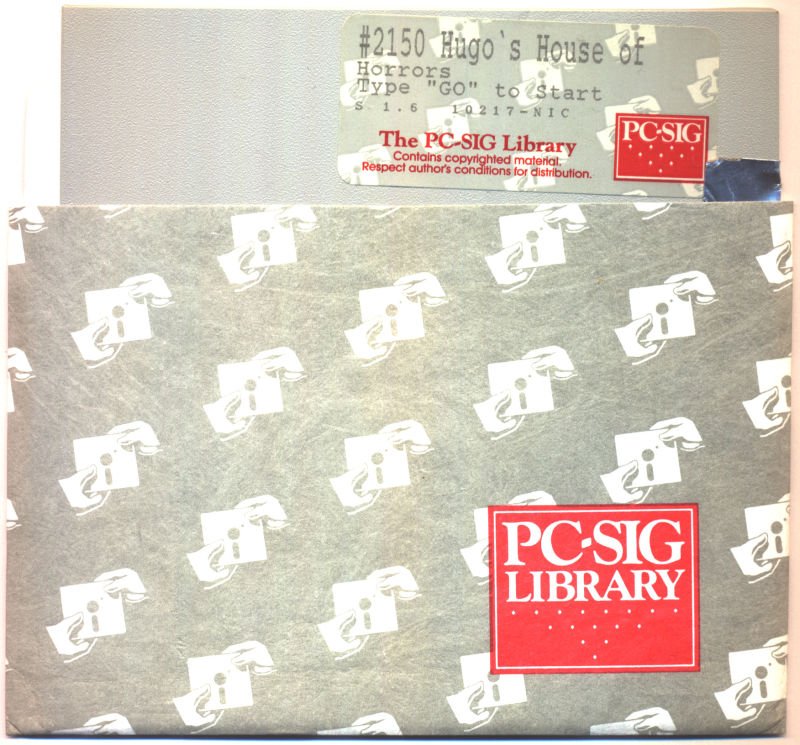 #2150 Hugo`s House of
Horrors
Type "GO" to Start
S 1.6 10217-NIC
The PC-SIG Library
Contains copyrighted material.
Respect author's conditions for distribution.
PC-SIG
PC-SIG
LIBRARY